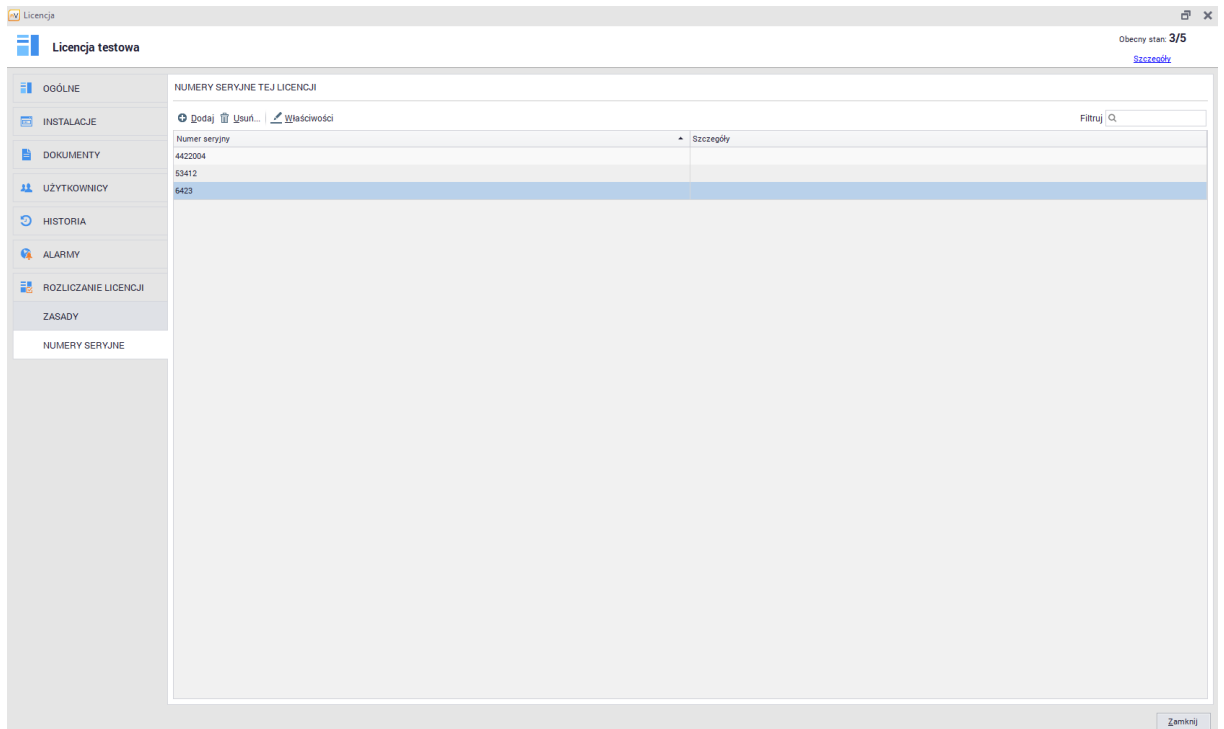 Licencja
Licencja testowa
Obecny stan: 3/5
Szczegóły
OGÓLNE
INSTALACJE
DOKUMENTY
UŻYTKOWNICY
HISTORIA
ALARMY
ROZLICZANIE LICENCJI
ZASADY
NUMERY SERYJNE
NUMERY SERYJNE TEJ LICENCJI
Dodaj Usuń... Właściwości Filtruj
Numer seryjny Szczegóły
4422004
53412
6423
Zamknij